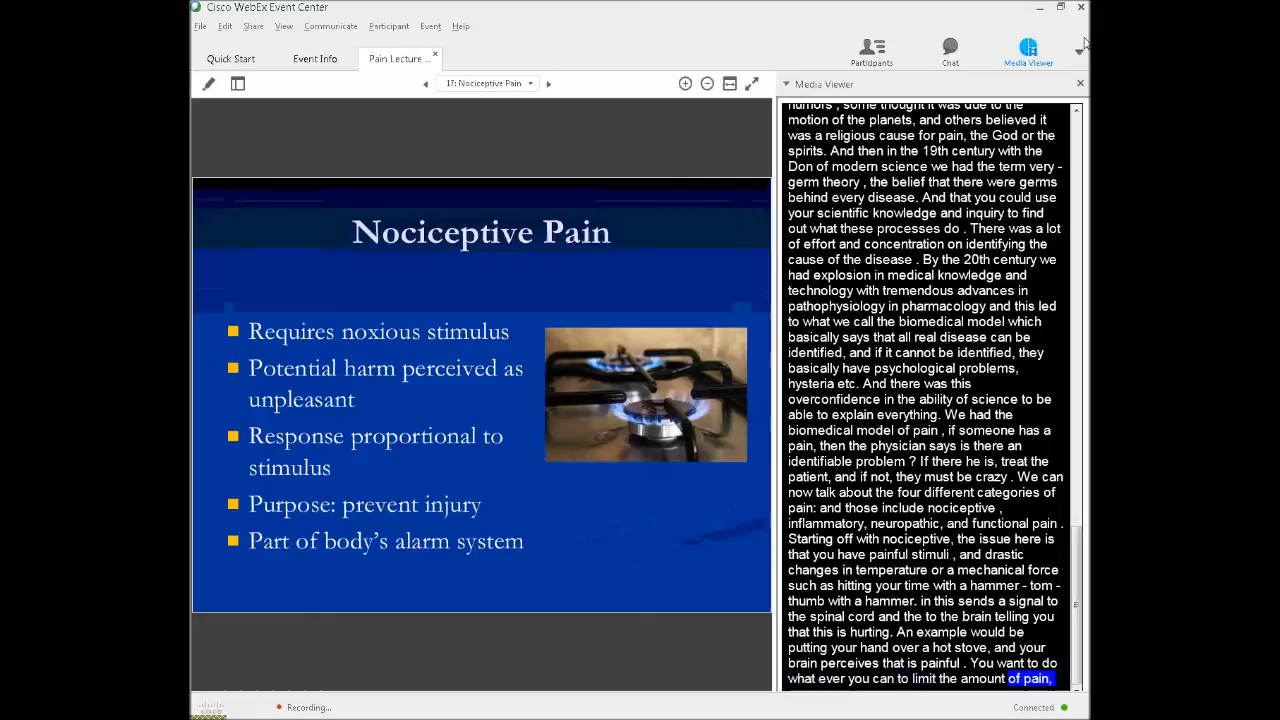 Cisco WebEx Event Center
File Edit Share View Communicate Participant Event Help
Quick Start Event Info Pain Lecture ...
Participants Chat Media Viewer
17: Nociceptive Pain
Nociceptive Pain
Requires noxious stimulus
Potential harm perceived as
unpleasant
Response proportional to
stimulus
Purpose: prevent injury
Part of body's alarm system
Media Viewer
humors , some thought it was due to the
motion of the planets, and others believed it
was a religious cause for pain, the God or the
spirits. And then in the 19th century with the
Don of modern science we had the term very -
germ theory , the belief that there were germs
behind every disease. And that you could use
your scientific knowledge and inquiry to find
out what these processes do . There was a lot
of effort and concentration on identifying the
cause of the disease . By the 20th century we
had explosion in medical knowledge and
technology with tremendous advances in
pathophysiology in pharmacology and this led
to what we call the biomedical model which
basically says that all real disease can be
identified, and if it cannot be identified, they
basically have psychological problems,
hysteria etc. And there was this
overconfidence in the ability of science to be
able to explain everything. We had the
biomedical model of pain , if someone has a
pain, then the physician says is there an
identifiable problem ? If there he is, treat the
patient, and if not, they must be crazy . We can
now talk about the four different categories of
pain: and those include nociceptive ,
inflammatory, neuropathic, and functional pain .
Starting off with nociceptive, the issue here is
that you have painful stimuli , and drastic
changes in temperature or a mechanical force
such as hitting your time with a hammer - tom -
thumb with a hammer. in this sends a signal to
the spinal cord and the to the brain telling you
that this is hurting. An example would be
putting your hand over a hot stove, and your
brain perceives that is painful . You want to do
what ever you can to limit the amount of pain,
cisco
Recording...
Connected